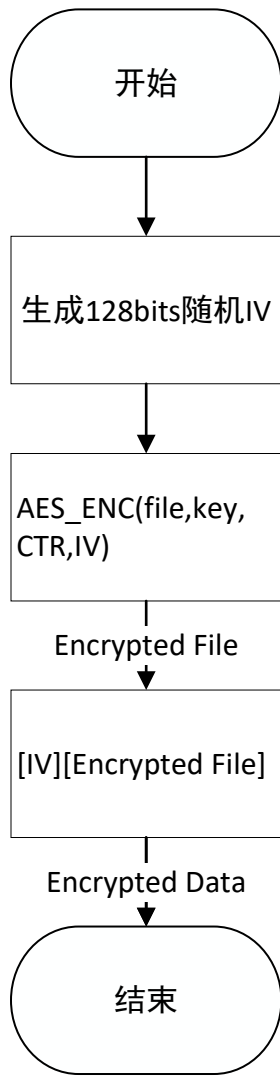 开始
生成128bits随机IV
AES_ENC(file,key,
CTR,IV)
Encrypted File
[IV][Encrypted File]
Encrypted Data
结束